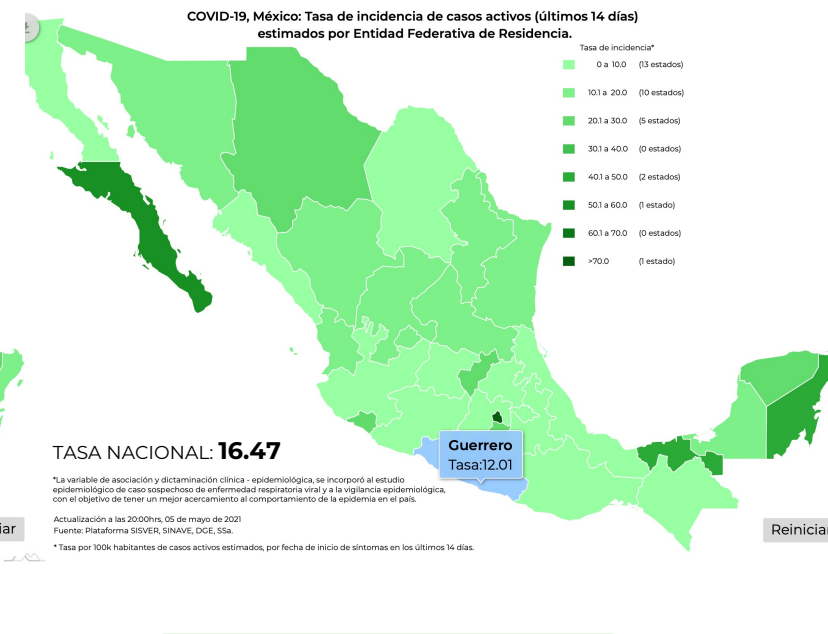 COVID-19, México: Tasa de incidencia de casos activos (últimos 14 días)
estimados por Entidad Federativa de Residencia.
Tasa de incidencia*
0 a 10.0 (13 estados)
10.1 a 20.0 (10 estados)
20.1 a 30.0 (5 estados)
30.1 a 40.0 (0 estados)
40.1 a 50.0 (2 estados)
50.1 a 60.0 (1 estado)
60.1 a 70.0 (0 estados)
>70.0 (1 estado)
Guerrero
Tasa:12.01
TASA NACIONAL: 16.47
*La variable de asociación y dictaminación clínica - epidemiológica, se incorporó al estudio
epidemiológico de caso sospechoso de enfermedad respiratoria viral y a la vigilancia epidemiológica,
con el objetivo de tener un mejor acercamiento al comportamiento de la epidemia en el país.
Actualización a las 20:00hrs, 05 de mayo de 2021
Fuente: Plataforma SISVER, SINAVE, DGE, SSa.
* Tasa por 100k habitantes de casos activos estimados, por fecha de inicio de síntomas en los últimos 14 días.
iar
Reiniciar